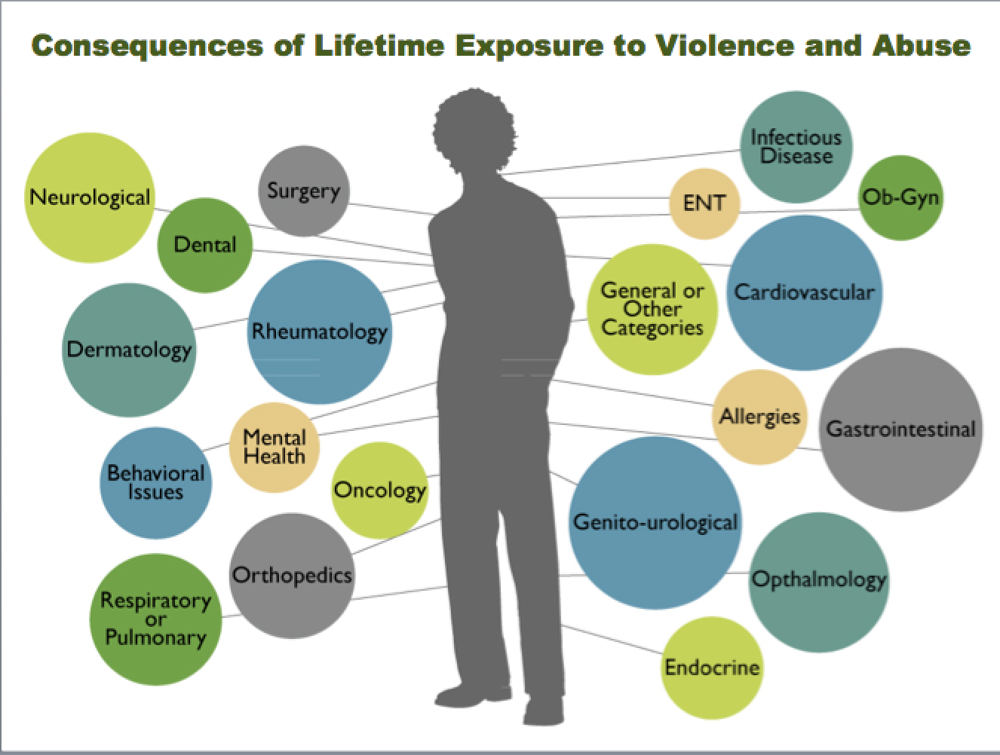 Consequences of Lifetime Exposure to Violence and Abuse
Neurological
Surgery
Dental
Dermatology
Rheumatology
Mental
Health
Behavioral
Issues
Oncology
Orthopedics
Respiratory
or
Pulmonary
Infectious
Disease
ENT
Ob-Gyn
General or
Other
Categories
Cardiovascular
Allergies
Gastrointestinal
Genito-urological
Opthalmology
Endocrine